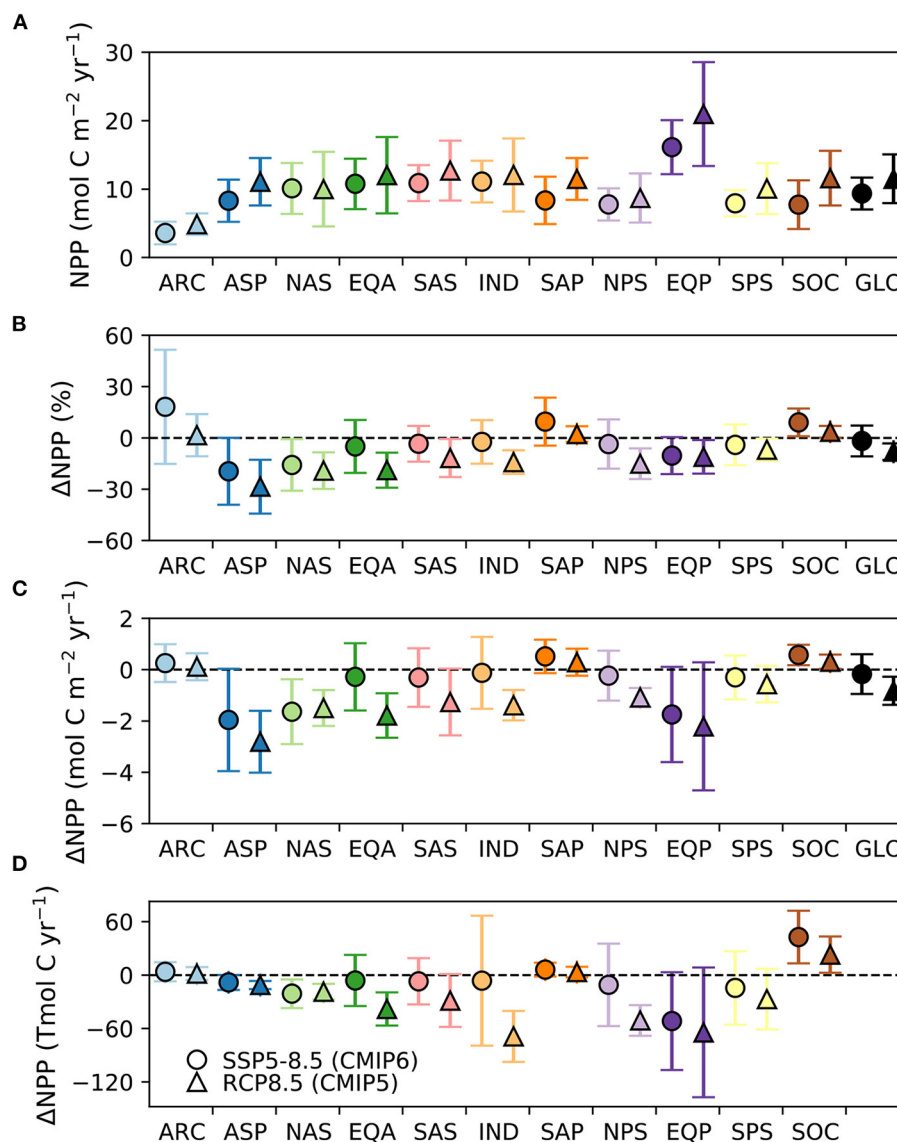 A
NPP (mol C m⁻² yr⁻¹)
30
20
10
0
ARC ASP NAS EQA SAS IND SAP NPS EQP SPS SOC GLO
B
ΔNPP (%)
60
30
0
−30
−60
ARC ASP NAS EQA SAS IND SAP NPS EQP SPS SOC GLO
C
ΔNPP (mol C m⁻² yr⁻¹)
2
0
−2
−4
−6
ARC ASP NAS EQA SAS IND SAP NPS EQP SPS SOC GLO
D
ΔNPP (Tmol C yr⁻¹)
60
0
−60
−120
SSP5-8.5 (CMIP6)
RCP8.5 (CMIP5)
ARC ASP NAS EQA SAS IND SAP NPS EQP SPS SOC